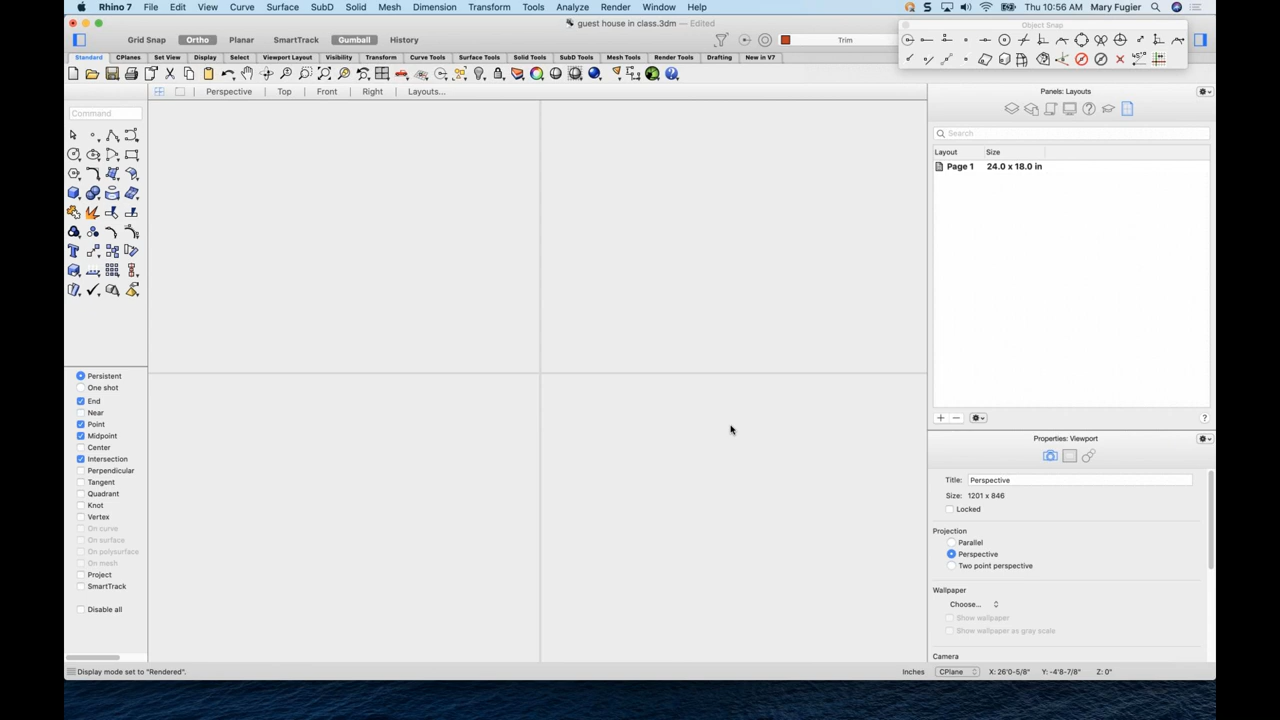 Rhino 7 File Edit View Curve Surface SubD Solid Mesh Dimension Transform Tools Analyze Render Window Help Thu 10:56 AM Mary Fugier
guest house in class.3dm — Edited
Object Snap
Grid Snap Ortho Planar SmartTrack Gumball History Trim
Standard CPlanes Set View Display Select Viewport Layout Visibility Transform Curve Tools Surface Tools Solid Tools SubD Tools Mesh Tools Render Tools Drafting New in V7
Perspective Top Front Right Layouts...
Panels: Layouts
Command
Search
Layout Size
Page 1 24.0 x 18.0 in
Persistent
One shot
End
Near
Point
Midpoint
Center
Intersection
Perpendicular
Tangent
Quadrant
Knot
Vertex
On curve
On surface
On polysurface
On mesh
Project
SmartTrack
Disable all
Properties: Viewport
Title: Perspective
Size: 1201 x 846
Locked
Projection
Parallel
Perspective
Two point perspective
Wallpaper
Choose...
Show wallpaper
Show wallpaper as gray scale
Camera
Display mode set to "Rendered". Inches CPlane X: 26'0-5/8" Y: -4'8-7/8" Z: 0"